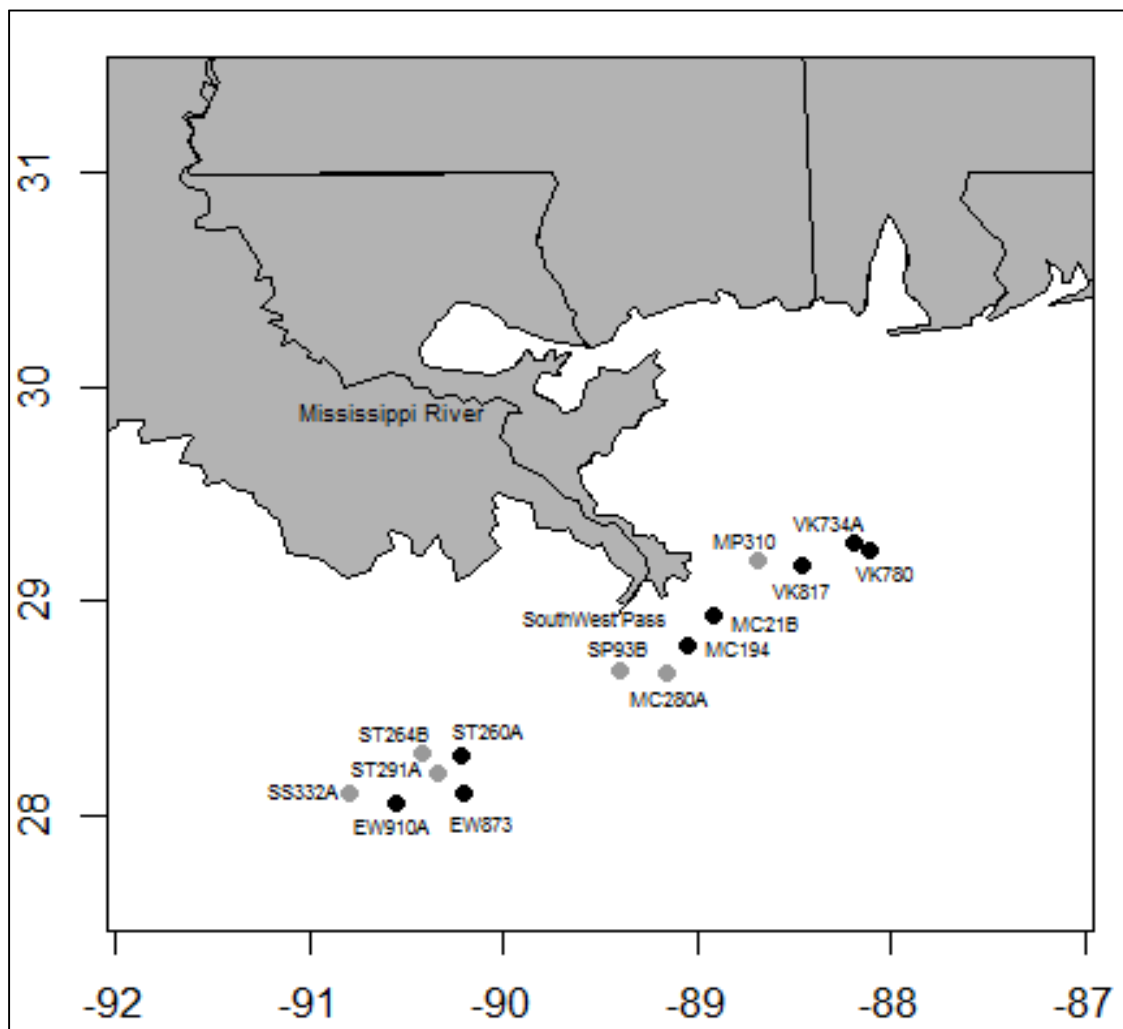 31
30
Mississippi River
VK734A
MP310
VK780
VK817
29
SouthWest Pass
MC21B
SP93B
MC194
MC280A
ST264B
ST260A
ST291A
SS332A
28
EW910A
EW873
-92
-91
-90
-89
-88
-87